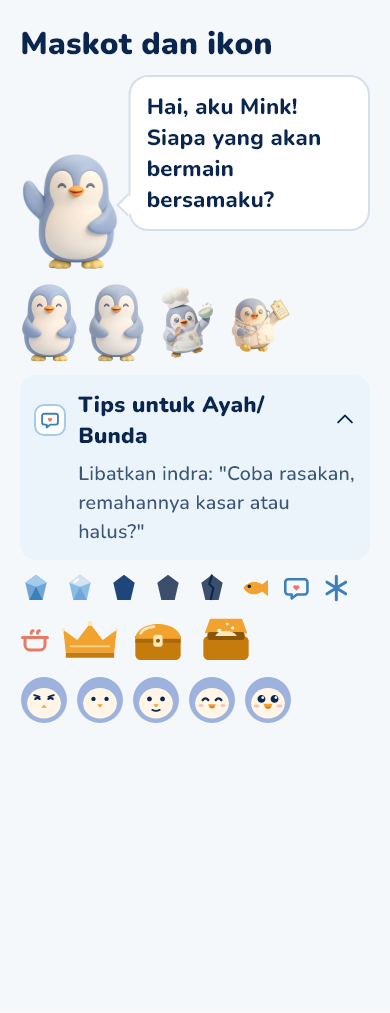 Maskot dan ikon
Hai, aku Mink!
Siapa yang akan
bermain
bersamaku?
Tips untuk Ayah/
Bunda
Libatkan indra: "Coba rasakan,
remahannya kasar atau
halus?"